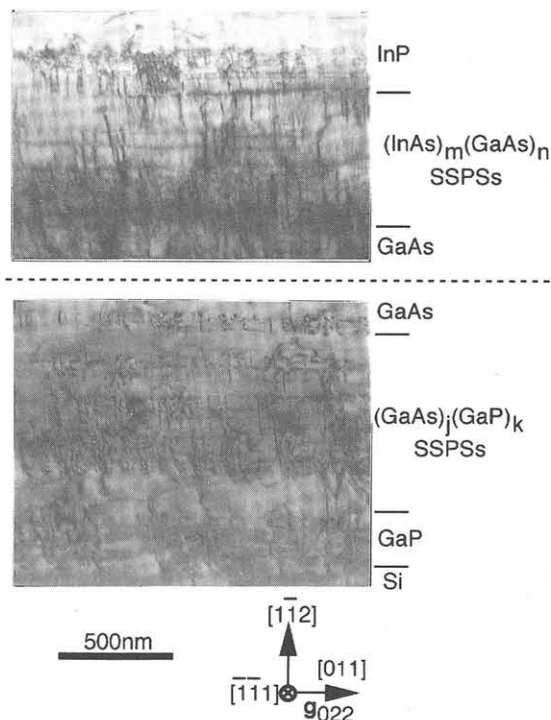 InP
(InAs)m(GaAs)n
SSPSs
GaAs
GaAs
(GaAs)j(GaP)k
SSPSs
GaP
Si
500nm
[11̄2]
[011]
[1̄1̄1]
g022